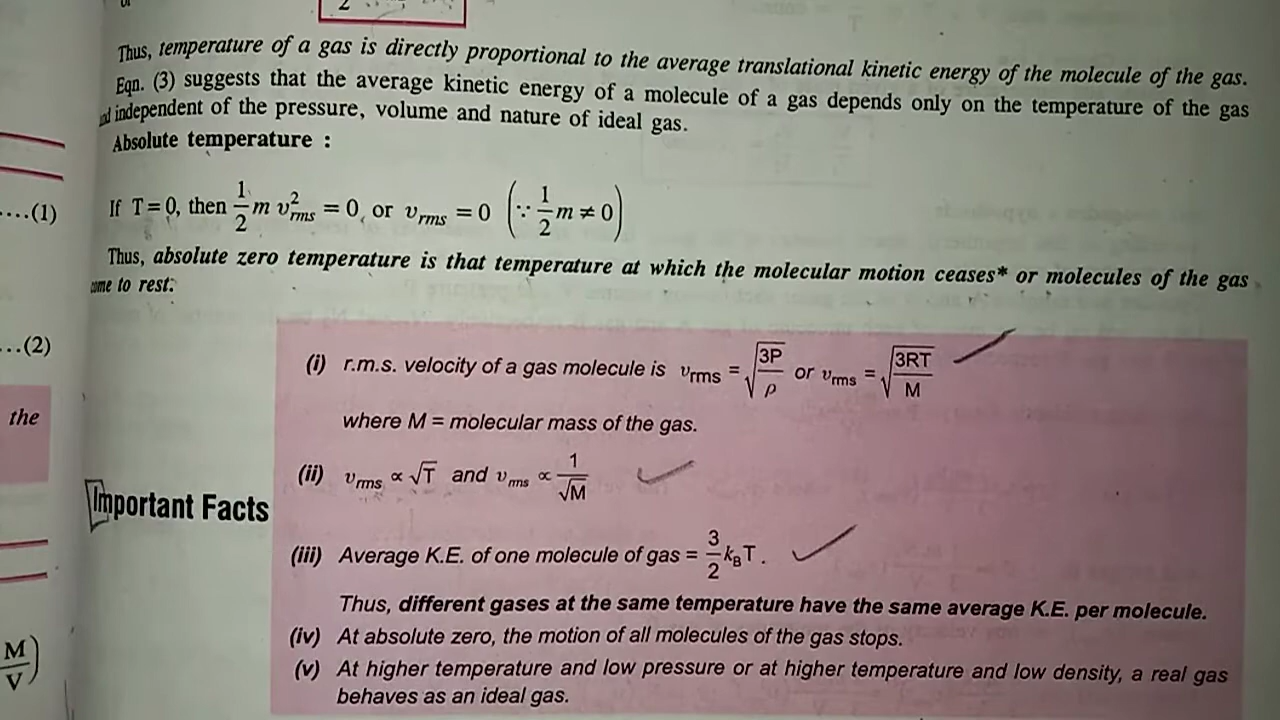 Thus, temperature of a gas is directly proportional to the average translational kinetic energy of the molecule of the gas.
Eqn. (3) suggests that the average kinetic energy of a molecule of a gas depends only on the temperature of the gas
independent of the pressure, volume and nature of ideal gas.
Absolute temperature :
....(1)
If T = 0, then 1/2 m v²rms = 0, or vrms = 0 (∵ 1/2 m ≠ 0)
Thus, absolute zero temperature is that temperature at which the molecular motion ceases* or molecules of the gas
come to rest.
...(2)
(i) r.m.s. velocity of a gas molecule is vrms = √(3P/ρ) or vrms = √(3RT/M)
the
where M = molecular mass of the gas.
(ii) vrms ∝ √T and vrms ∝ 1/√M
Important Facts
(iii) Average K.E. of one molecule of gas = 3/2 kBT.
Thus, different gases at the same temperature have the same average K.E. per molecule.
(iv) At absolute zero, the motion of all molecules of the gas stops.
M/V)
(v) At higher temperature and low pressure or at higher temperature and low density, a real gas
behaves as an ideal gas.